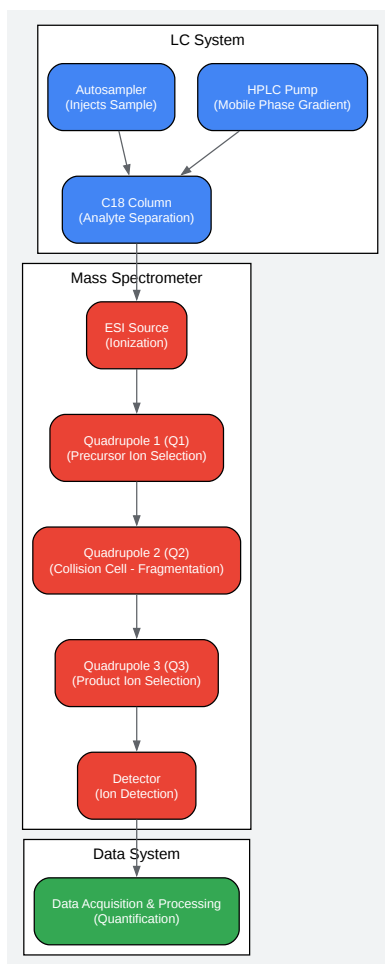 LC System
Autosampler
(Injects Sample)
HPLC Pump
(Mobile Phase Gradient)
C18 Column
(Analyte Separation)
Mass Spectrometer
ESI Source
(Ionization)
Quadrupole 1 (Q1)
(Precursor Ion Selection)
Quadrupole 2 (Q2)
(Collision Cell - Fragmentation)
Quadrupole 3 (Q3)
(Product Ion Selection)
Detector
(Ion Detection)
Data System
Data Acquisition & Processing
(Quantification)